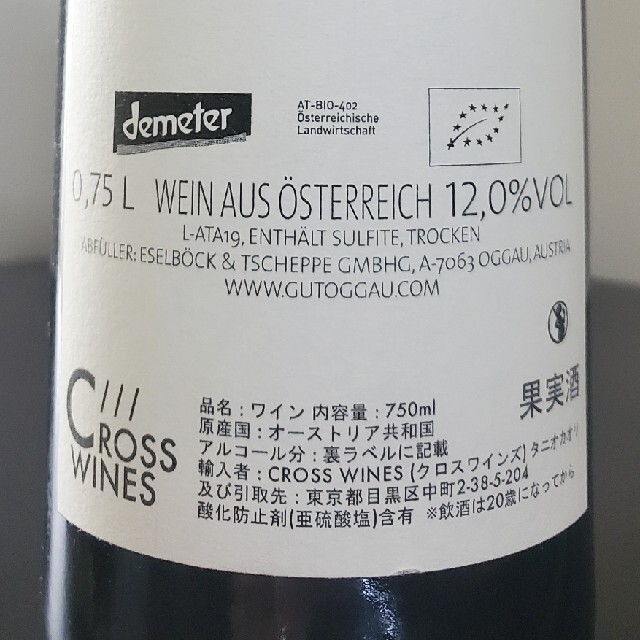 demeter
AT-BIO-402
Österreichische
Landwirtschaft
0,75 L WEIN AUS ÖSTERREICH 12,0%VOL
L-ATA19, ENTHÄLT SULFITE, TROCKEN
ABFÜLLER: ESELBÖCK & TSCHEPPE GMBHG, A-7063 OGGAU, AUSTRIA
WWW.GUTOGGAU.COM
果実酒
CROSS
WINES
品名：ワイン 内容量：750ml
原産国：オーストリア共和国
アルコール分：裏ラベルに記載
輸入者：CROSS WINES (クロスワインズ) タニオカオリ
及び引取先：東京都目黒区中町2-38-5-204
酸化防止剤(亜硫酸塩)含有 ※飲酒は20歳になってから